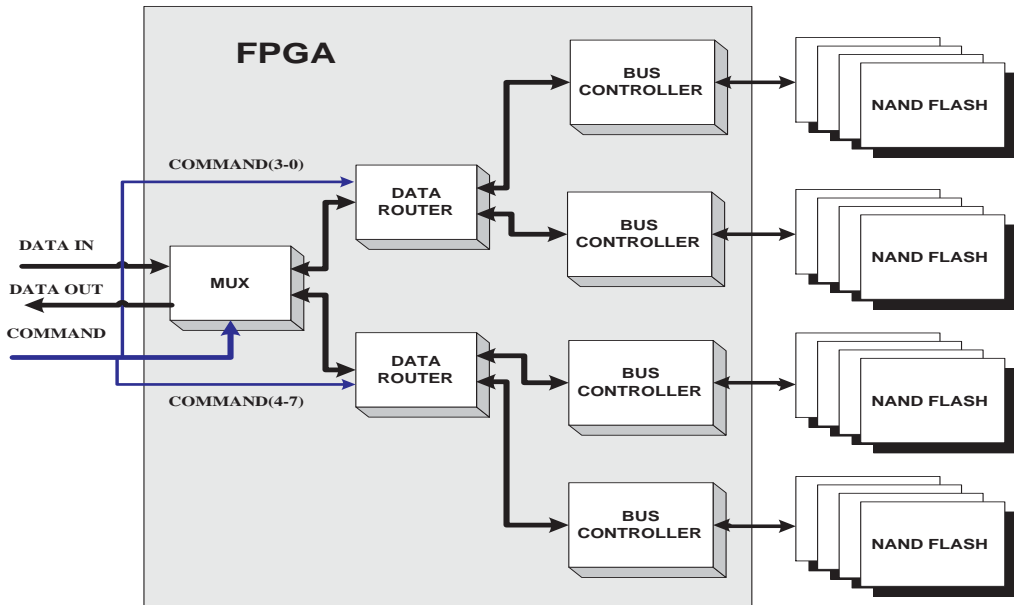 FPGA
BUS
CONTROLLER
NAND FLASH
COMMAND(3-0)
DATA
ROUTER
BUS
CONTROLLER
NAND FLASH
DATA IN
MUX
DATA OUT
COMMAND
DATA
ROUTER
BUS
CONTROLLER
NAND FLASH
COMMAND(4-7)
BUS
CONTROLLER
NAND FLASH